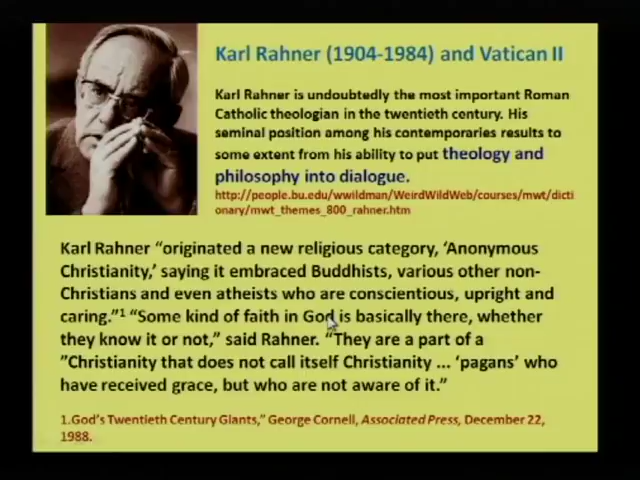 Karl Rahner (1904-1984) and Vatican II
Karl Rahner is undoubtedly the most important Roman
Catholic theologian in the twentieth century. His
seminal position among his contemporaries results to
some extent from his ability to put theology and
philosophy into dialogue.
http://people.bu.edu/wwildman/WeirdWildWeb/courses/mwt/dicti
onary/mwt_themes_800_rahner.htm
Karl Rahner “originated a new religious category, ‘Anonymous
Christianity,’ saying it embraced Buddhists, various other non-
Christians and even atheists who are conscientious, upright and
caring.”1 “Some kind of faith in God is basically there, whether
they know it or not,” said Rahner. “They are a part of a
”Christianity that does not call itself Christianity ... ‘pagans’ who
have received grace, but who are not aware of it.”
1.God’s Twentieth Century Giants,” George Cornell, Associated Press, December 22,
1988.